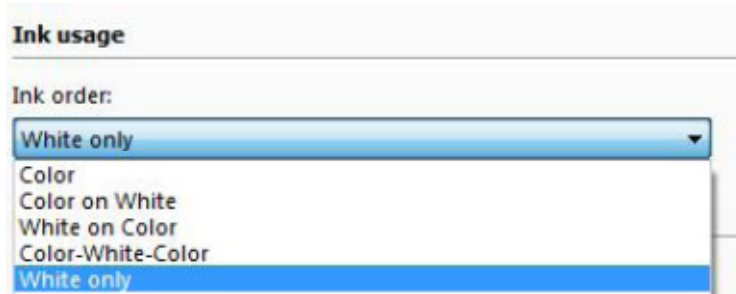 Ink usage
Ink order:
White only
Color
Color on White
White on Color
Color-White-Color
White only